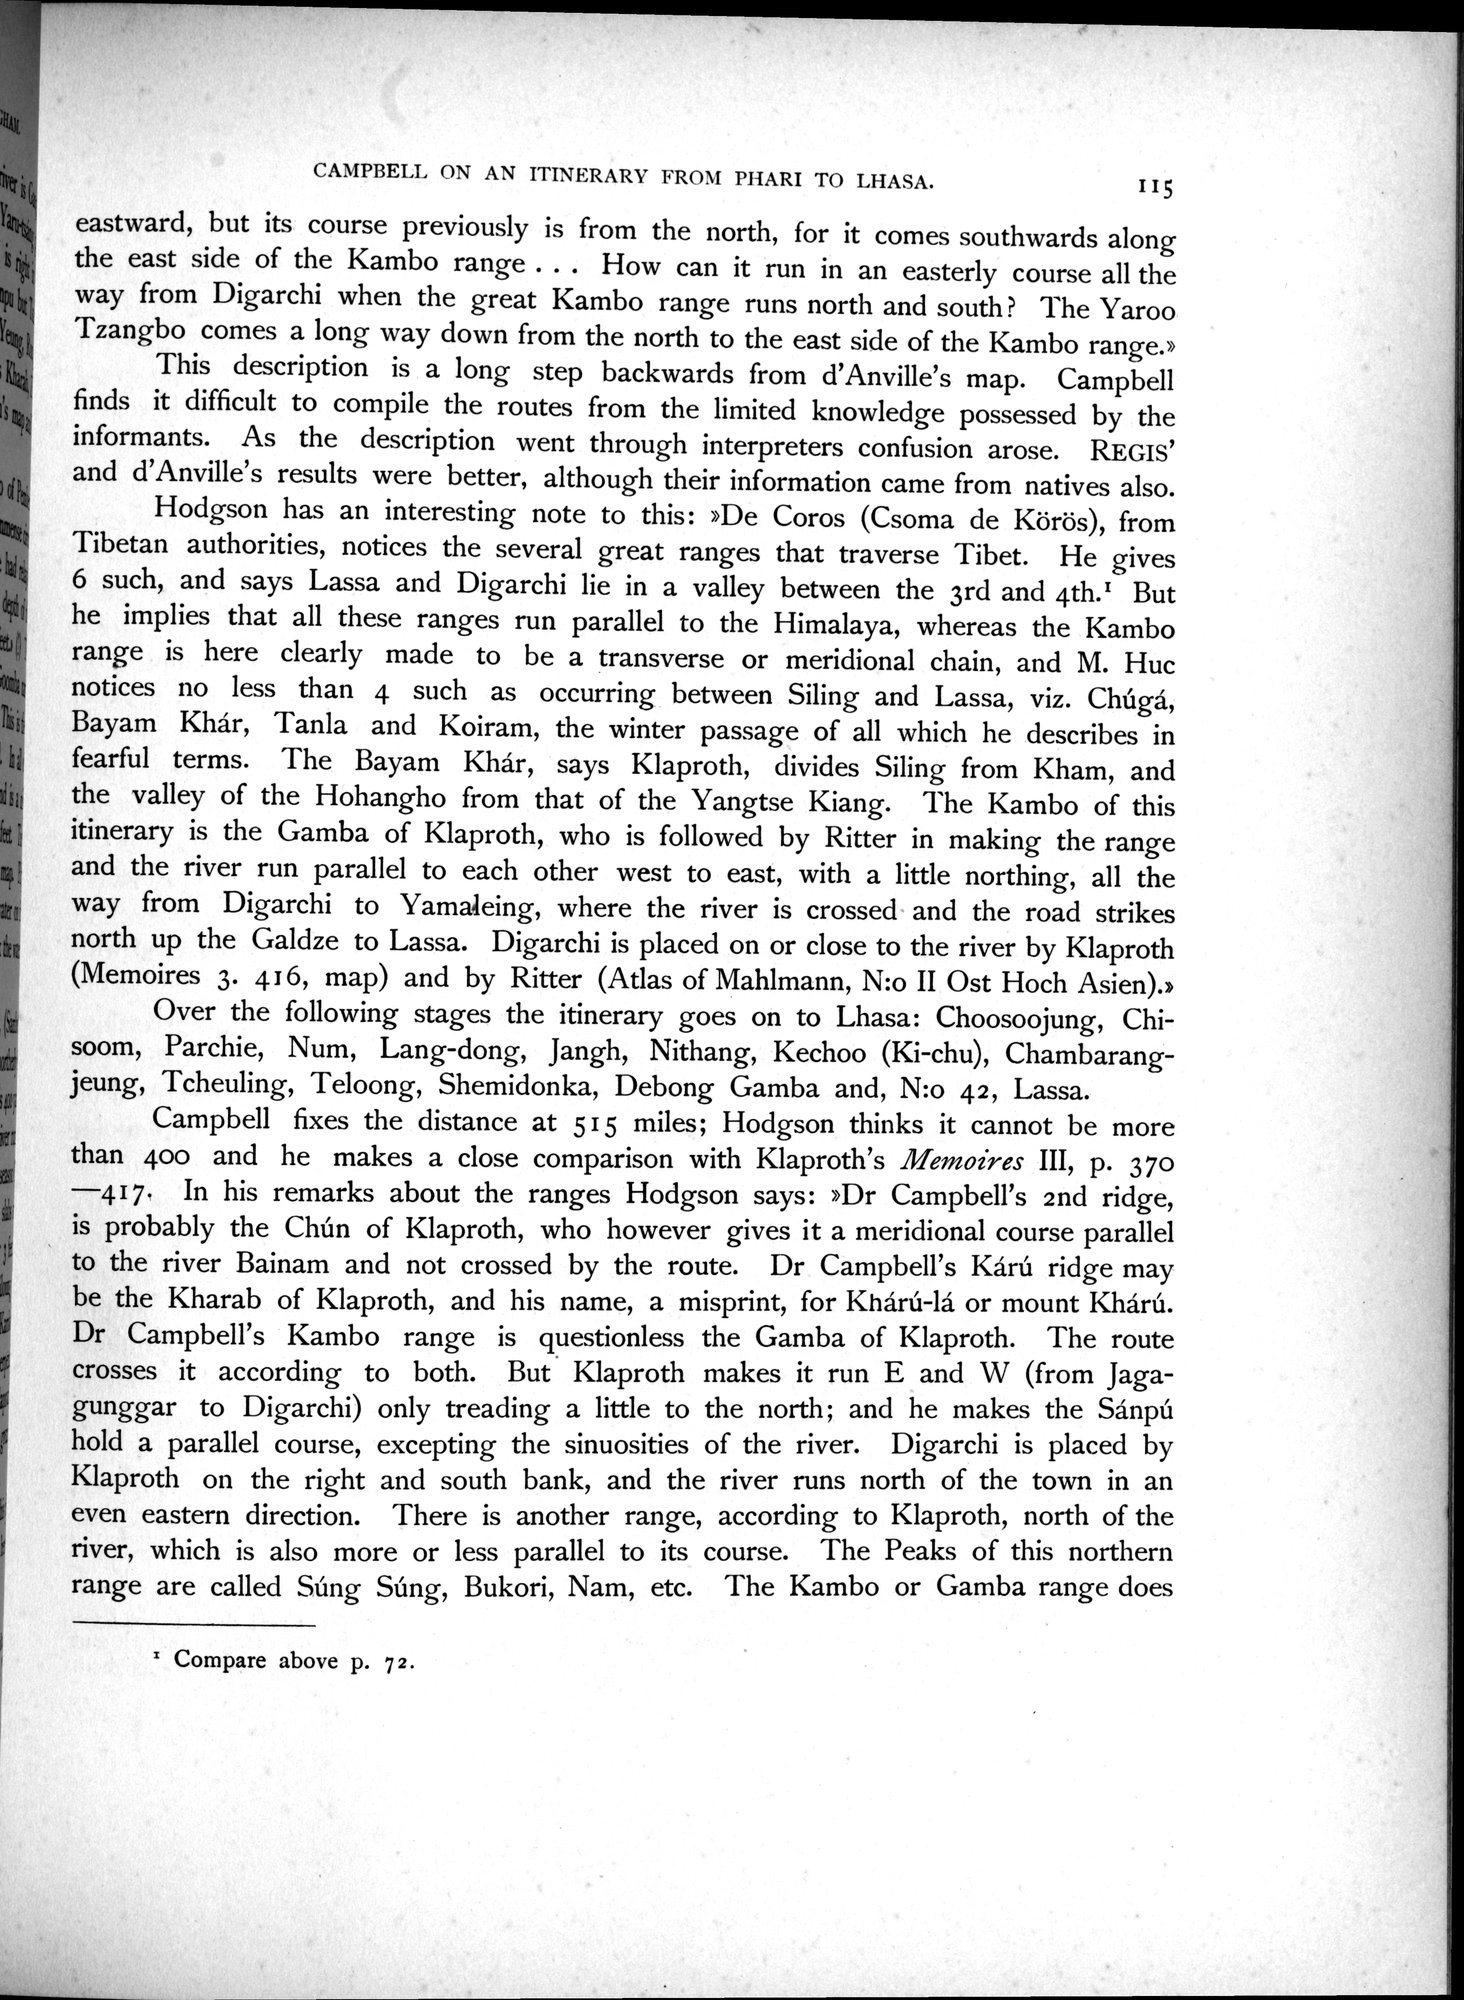 CAMPBELL ON AN ITINERARY FROM PHARI TO LHASA. 115
eastward, but its course previously is from the north, for it comes southwards along
the east side of the Kambo range . . . How can it run in an easterly course all the
way from Digarchi when the great Kambo range runs north and south? The Yaroo
Tzangbo comes a long way down from the north to the east side of the Kambo range.»
This description is a long step backwards from d'Anville's map. Campbell
finds it difficult to compile the routes from the limited knowledge possessed by the
informants. As the description went through interpreters confusion arose. REGIS'
and d'Anville's results were better, although their information came from natives also.
Hodgson has an interesting note to this: »De Coros (Csoma de Körös), from
Tibetan authorities, notices the several great ranges that traverse Tibet. He gives
6 such, and says Lassa and Digarchi lie in a valley between the 3rd and 4th.¹ But
he implies that all these ranges run parallel to the Himalaya, whereas the Kambo
range is here clearly made to be a transverse or meridional chain, and M. Huc
notices no less than 4 such as occurring between Siling and Lassa, viz. Chúgá,
Bayam Khár, Tanla and Koiram, the winter passage of all which he describes in
fearful terms. The Bayam Khár, says Klaproth, divides Siling from Kham, and
the valley of the Hohangho from that of the Yangtse Kiang. The Kambo of this
itinerary is the Gamba of Klaproth, who is followed by Ritter in making the range
and the river run parallel to each other west to east, with a little northing, all the
way from Digarchi to Yamaleing, where the river is crossed and the road strikes
north up the Galdze to Lassa. Digarchi is placed on or close to the river by Klaproth
(Memoires 3. 416, map) and by Ritter (Atlas of Mahlmann, N:o II Ost Hoch Asien).»
Over the following stages the itinerary goes on to Lhasa: Choosoojung, Chi-
soom, Parchie, Num, Lang-dong, Jangh, Nithang, Kechoo (Ki-chu), Chambarang-
jeung, Tcheuling, Teloong, Shemidonka, Debong Gamba and, N:o 42, Lassa.
Campbell fixes the distance at 515 miles; Hodgson thinks it cannot be more
than 400 and he makes a close comparison with Klaproth's Memoires III, p. 370
—417. In his remarks about the ranges Hodgson says: »Dr Campbell's 2nd ridge,
is probably the Chún of Klaproth, who however gives it a meridional course parallel
to the river Bainam and not crossed by the route. Dr Campbell's Kárú ridge may
be the Kharab of Klaproth, and his name, a misprint, for Khárú-lá or mount Khárú.
Dr Campbell's Kambo range is questionless the Gamba of Klaproth. The route
crosses it according to both. But Klaproth makes it run E and W (from Jaga-
gunggar to Digarchi) only treading a little to the north; and he makes the Sánpú
hold a parallel course, excepting the sinuosities of the river. Digarchi is placed by
Klaproth on the right and south bank, and the river runs north of the town in an
even eastern direction. There is another range, according to Klaproth, north of the
river, which is also more or less parallel to its course. The Peaks of this northern
range are called Súng Súng, Bukori, Nam, etc. The Kambo or Gamba range does
¹ Compare above p. 72.